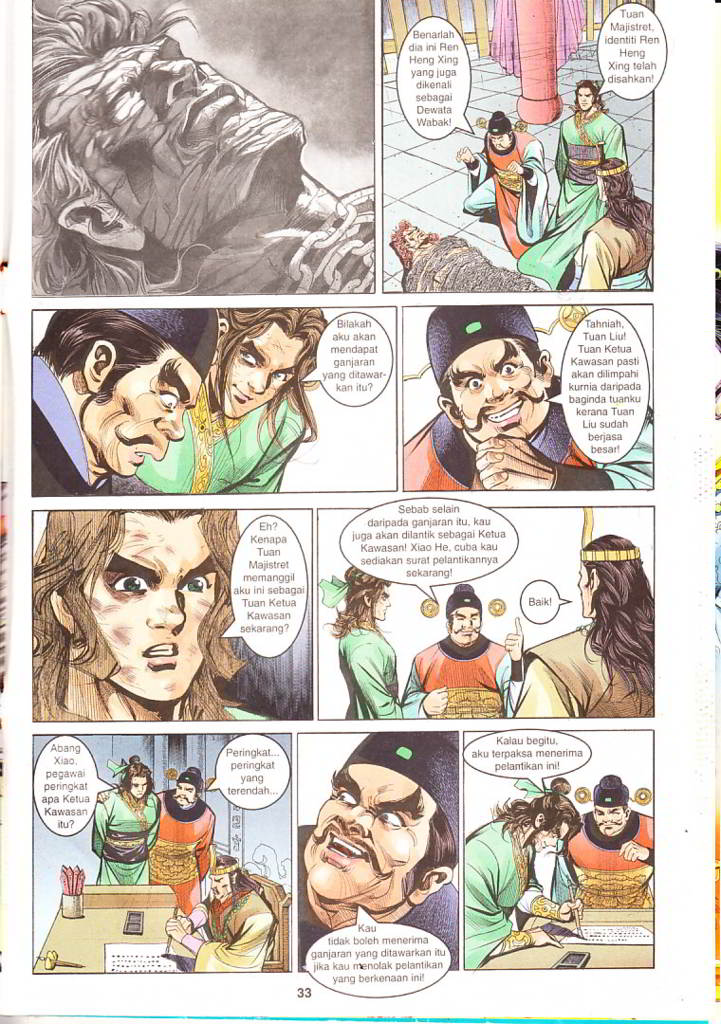 Benarlah
dia ini Ren
Heng Xing
yang juga
dikenali
sebagai
Dewata
Wabak!
Tuan
Majistret,
identiti Ren
Heng
Xing telah
disahkan!
Bilakah
aku akan
mendapat
ganjaran
yang ditawar-
kan itu?
Tahniah,
Tuan Liu!
Tuan Ketua
Kawasan pasti
akan dilimpahi
kurnia daripada
baginda tuanku
kerana Tuan
Liu sudah
berjasa
besar!
Eh?
Kenapa
Tuan
Majistret
memanggil
aku ini sebagai
Tuan Ketua
Kawasan
sekarang?
Sebab selain
daripada ganjaran itu, kau
juga akan dilantik sebagai Ketua
Kawasan! Xiao He, cuba kau
sediakan surat pelantikannya
sekarang!
Baik!
Abang
Xiao,
pegawai
peringkat
apa Ketua
Kawasan
itu?
Peringkat...
peringkat
yang
terendah...
Kau
tidak boleh menerima
ganjaran yang ditawarkan itu
jika kau menolak pelantikan
yang berkenaan ini!
Kalau begitu,
aku terpaksa menerima
pelantikan ini!
33